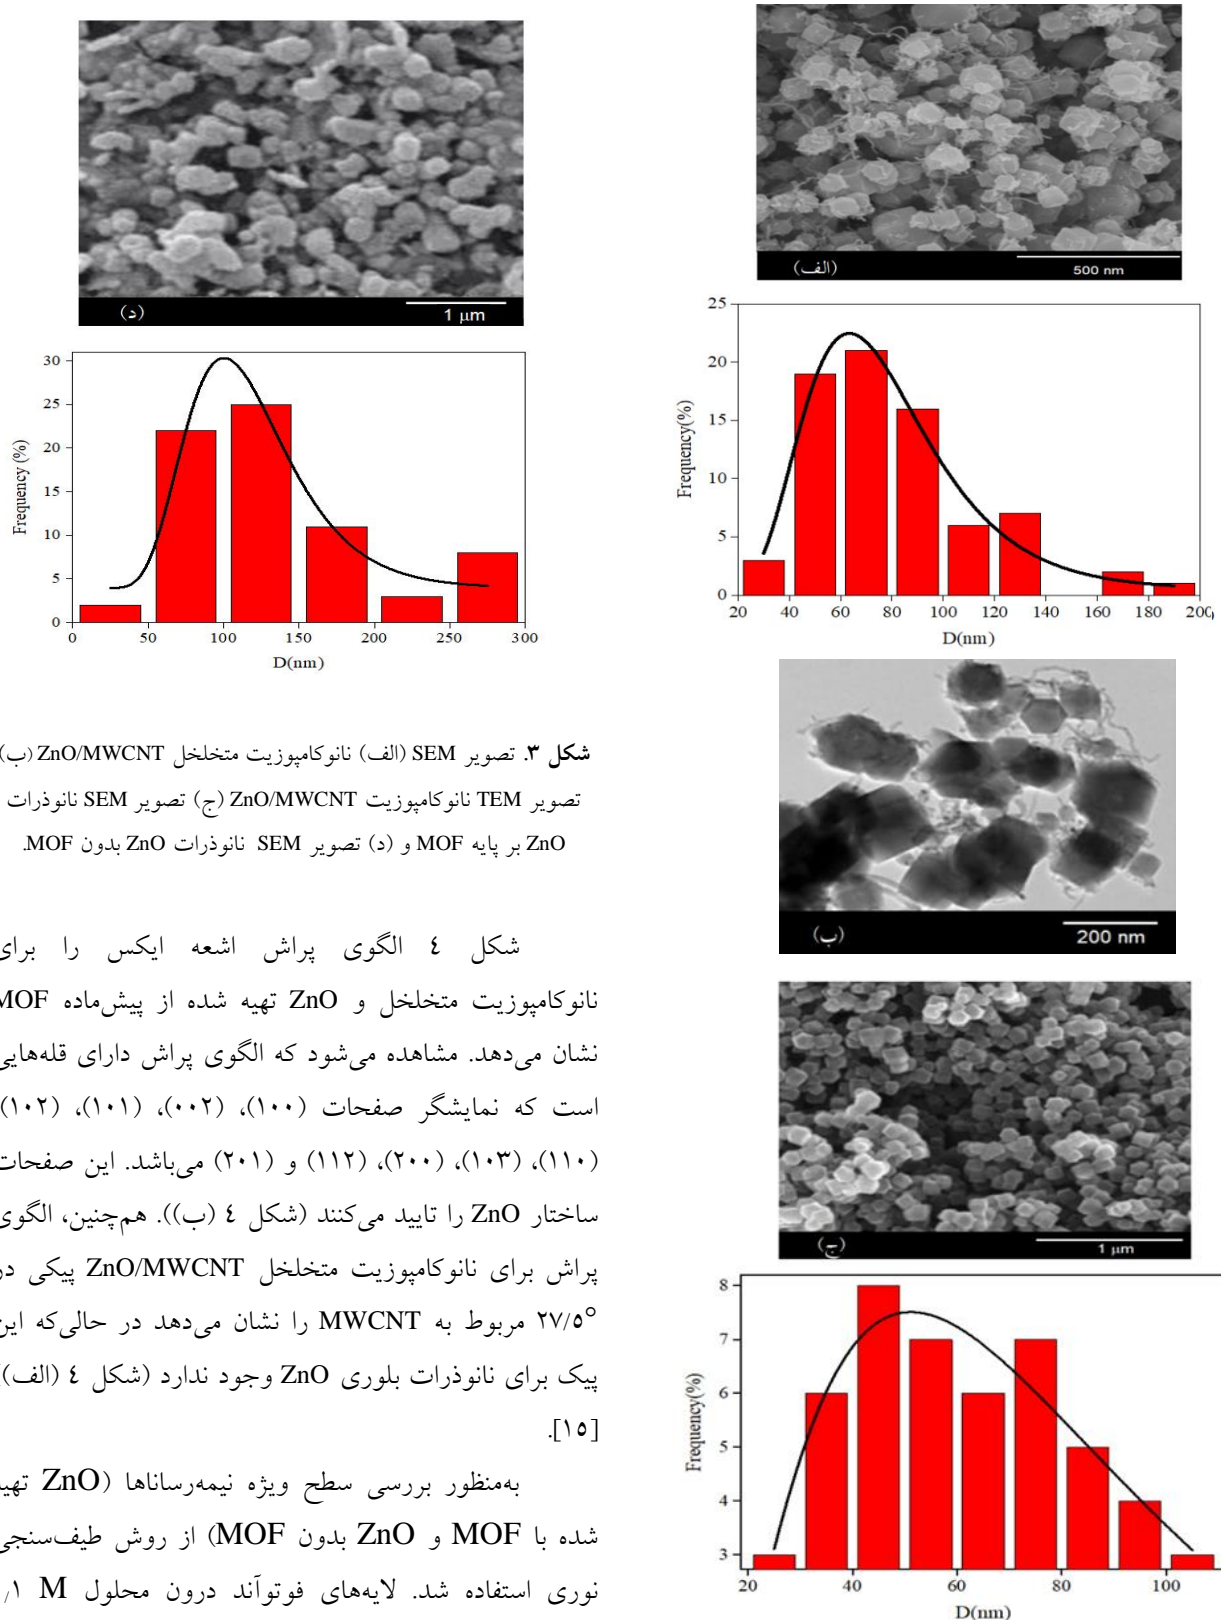 (الف)
500 nm
25
20
15
10
5
0
Frequency(%)
20 40 60 80 100 120 140 160 180 200
D(nm)
(ب)
200 nm
(ج)
1 µm
8
7
6
5
4
3
Frequency(%)
20 40 60 80 100
D(nm)
(د)
1 µm
30
25
20
15
10
5
0
Frequency (%)
0 50 100 150 200 250 300
D(nm)
شکل ۳. تصویر SEM (الف) نانوکامپوزیت متخلخل ZnO/MWCNT (ب)
تصویر TEM نانوکامپوزیت ZnO/MWCNT (ج) تصویر SEM نانوذرات
ZnO بر پایه MOF و (د) تصویر SEM نانوذرات ZnO بدون MOF.
شکل ٤ الگوی پراش اشعه ایکس را برای
نانوکامپوزیت متخلخل و ZnO تهیه شده از پیش‌ماده MOF
نشان می‌دهد. مشاهده می‌شود که الگوی پراش دارای قله‌هایی
است که نمایشگر صفحات (۱۰۰)، (۰۰۲)، (۱۰۱)، (۱۰۲)
(۱۱۰)، (۱۰۳)، (۲۰۰)، (۱۱۲) و (۲۰۱) می‌باشد. این صفحات
ساختار ZnO را تایید می‌کنند (شکل ٤ (ب)). هم‌چنین، الگوی
پراش برای نانوکامپوزیت متخلخل ZnO/MWCNT پیکی در
۲۷/٥° مربوط به MWCNT را نشان می‌دهد در حالی‌که این
پیک برای نانوذرات بلوری ZnO وجود ندارد (شکل ٤ (الف))
[۱٥].
به‌منظور بررسی سطح ویژه نیمه‌رساناها (ZnO تهیه
شده با MOF و ZnO بدون MOF) از روش طیف‌سنجی
نوری استفاده شد. لایه‌های فوتوآند درون محلول M ۱/